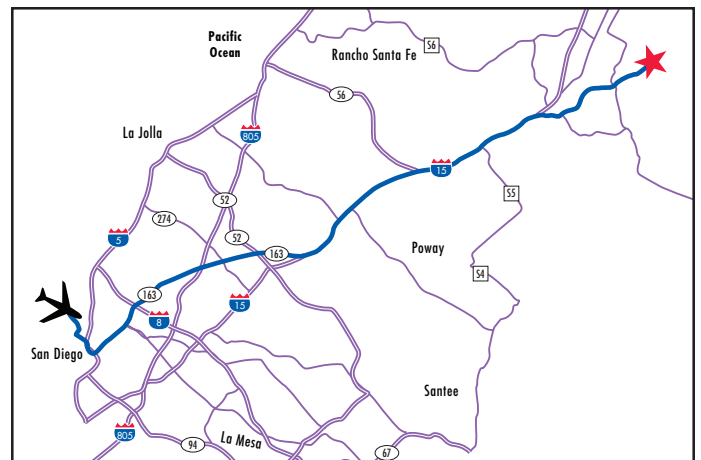 Pacific
Ocean
Rancho Santa Fe
S6
56
La Jolla
805
15
52
S5
274
5
52
163
Poway
S4
163
15
8
San Diego
Santee
805
94
La Mesa
67